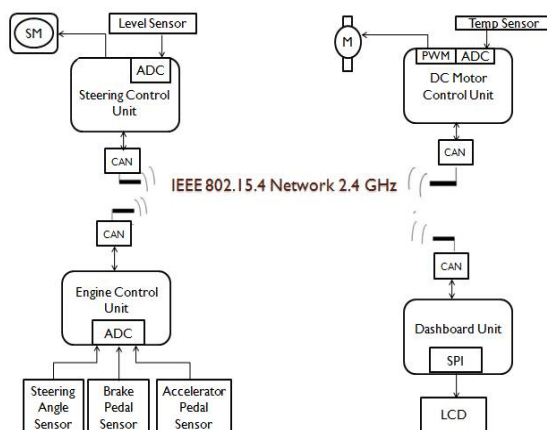 SM
Level Sensor
ADC
Steering Control
Unit
CAN
M
Temp Sensor
PWM
ADC
DC Motor
Control Unit
CAN
IEEE 802.15.4 Network 2.4 GHz
CAN
Engine Control
Unit
ADC
Steering
Angle
Sensor
Brake
Pedal
Sensor
Accelerator
Pedal
Sensor
CAN
Dashboard Unit
SPI
LCD